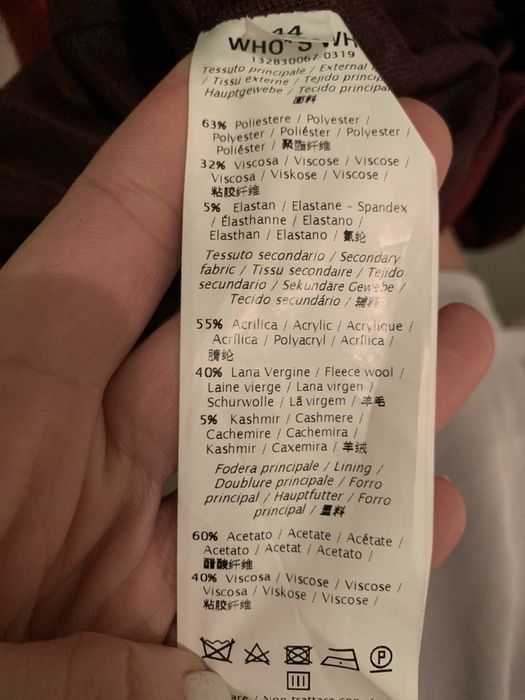 44
WHO*S WH
132830067 0319
Tessuto principale / External
/ Tissu externe / Tejido
Hauptgewebe / Tecido
面料
63% Poliestere / Polyester /
Polyester / Poliéster / Polyester /
Poliéster / 聚酯纤维
32% Viscosa / Viscose / Viscose /
Viscosa / Viskose / Viscose /
粘胶纤维
5% Elastan / Elastane - Spandex
/ Élasthanne / Elastano /
Elasthan / Elastano / 氨纶
Tessuto secondario / Secondary
fabric / Tissu secondaire / Tejido
secundario / Sekundäre Gewebe /
Tecido secundário / 辅料
55% Acrilica / Acrylic / Acrylique /
Acrílica / Polyacryl / Acrílica /
腈纶
40% Lana Vergine / Fleece wool /
Laine vierge / Lana virgen /
Schurwolle / Lã virgem / 羊毛
5% Kashmir / Cashmere /
Cachemire / Cachemira /
Kashmir / Caxemira / 羊绒
Fodera principale / Lining /
Doublure principale / Forro
principal / Hauptfutter / Forro
principal / 里料
60% Acetato / Acetate / Acétate /
Acetato / Acetat / Acetato /
醋酸纤维
40% Viscosa / Viscose / Viscose /
Viscosa / Viskose / Viscose /
粘胶纤维
P